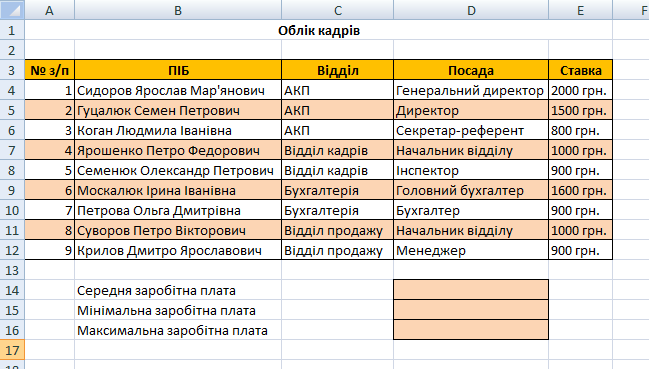 A B C D E F
1 Облік кадрів
2
3 № з/п ПІБ Відділ Посада Ставка
4 1 Сидоров Ярослав Мар'янович АКП Генеральний директор 2000 грн.
5 2 Гуцалюк Семен Петрович АКП Директор 1500 грн.
6 3 Коган Людмила Іванівна АКП Секретар-референт 800 грн.
7 4 Ярошенко Петро Федорович Відділ кадрів Начальник відділу 1000 грн.
8 5 Семенюк Олександр Петрович Відділ кадрів Інспектор 900 грн.
9 6 Москалюк Ірина Іванівна Бухгалтерія Головний бухгалтер 1600 грн.
10 7 Петрова Ольга Дмитрівна Бухгалтерія Бухгалтер 900 грн.
11 8 Суворов Петро Вікторович Відділ продажу Начальник відділу 1000 грн.
12 9 Крилов Дмитро Ярославович Відділ продажу Менеджер 900 грн.
13
14 Середня заробітна плата
15 Мінімальна заробітна плата
16 Максимальна заробітна плата
17